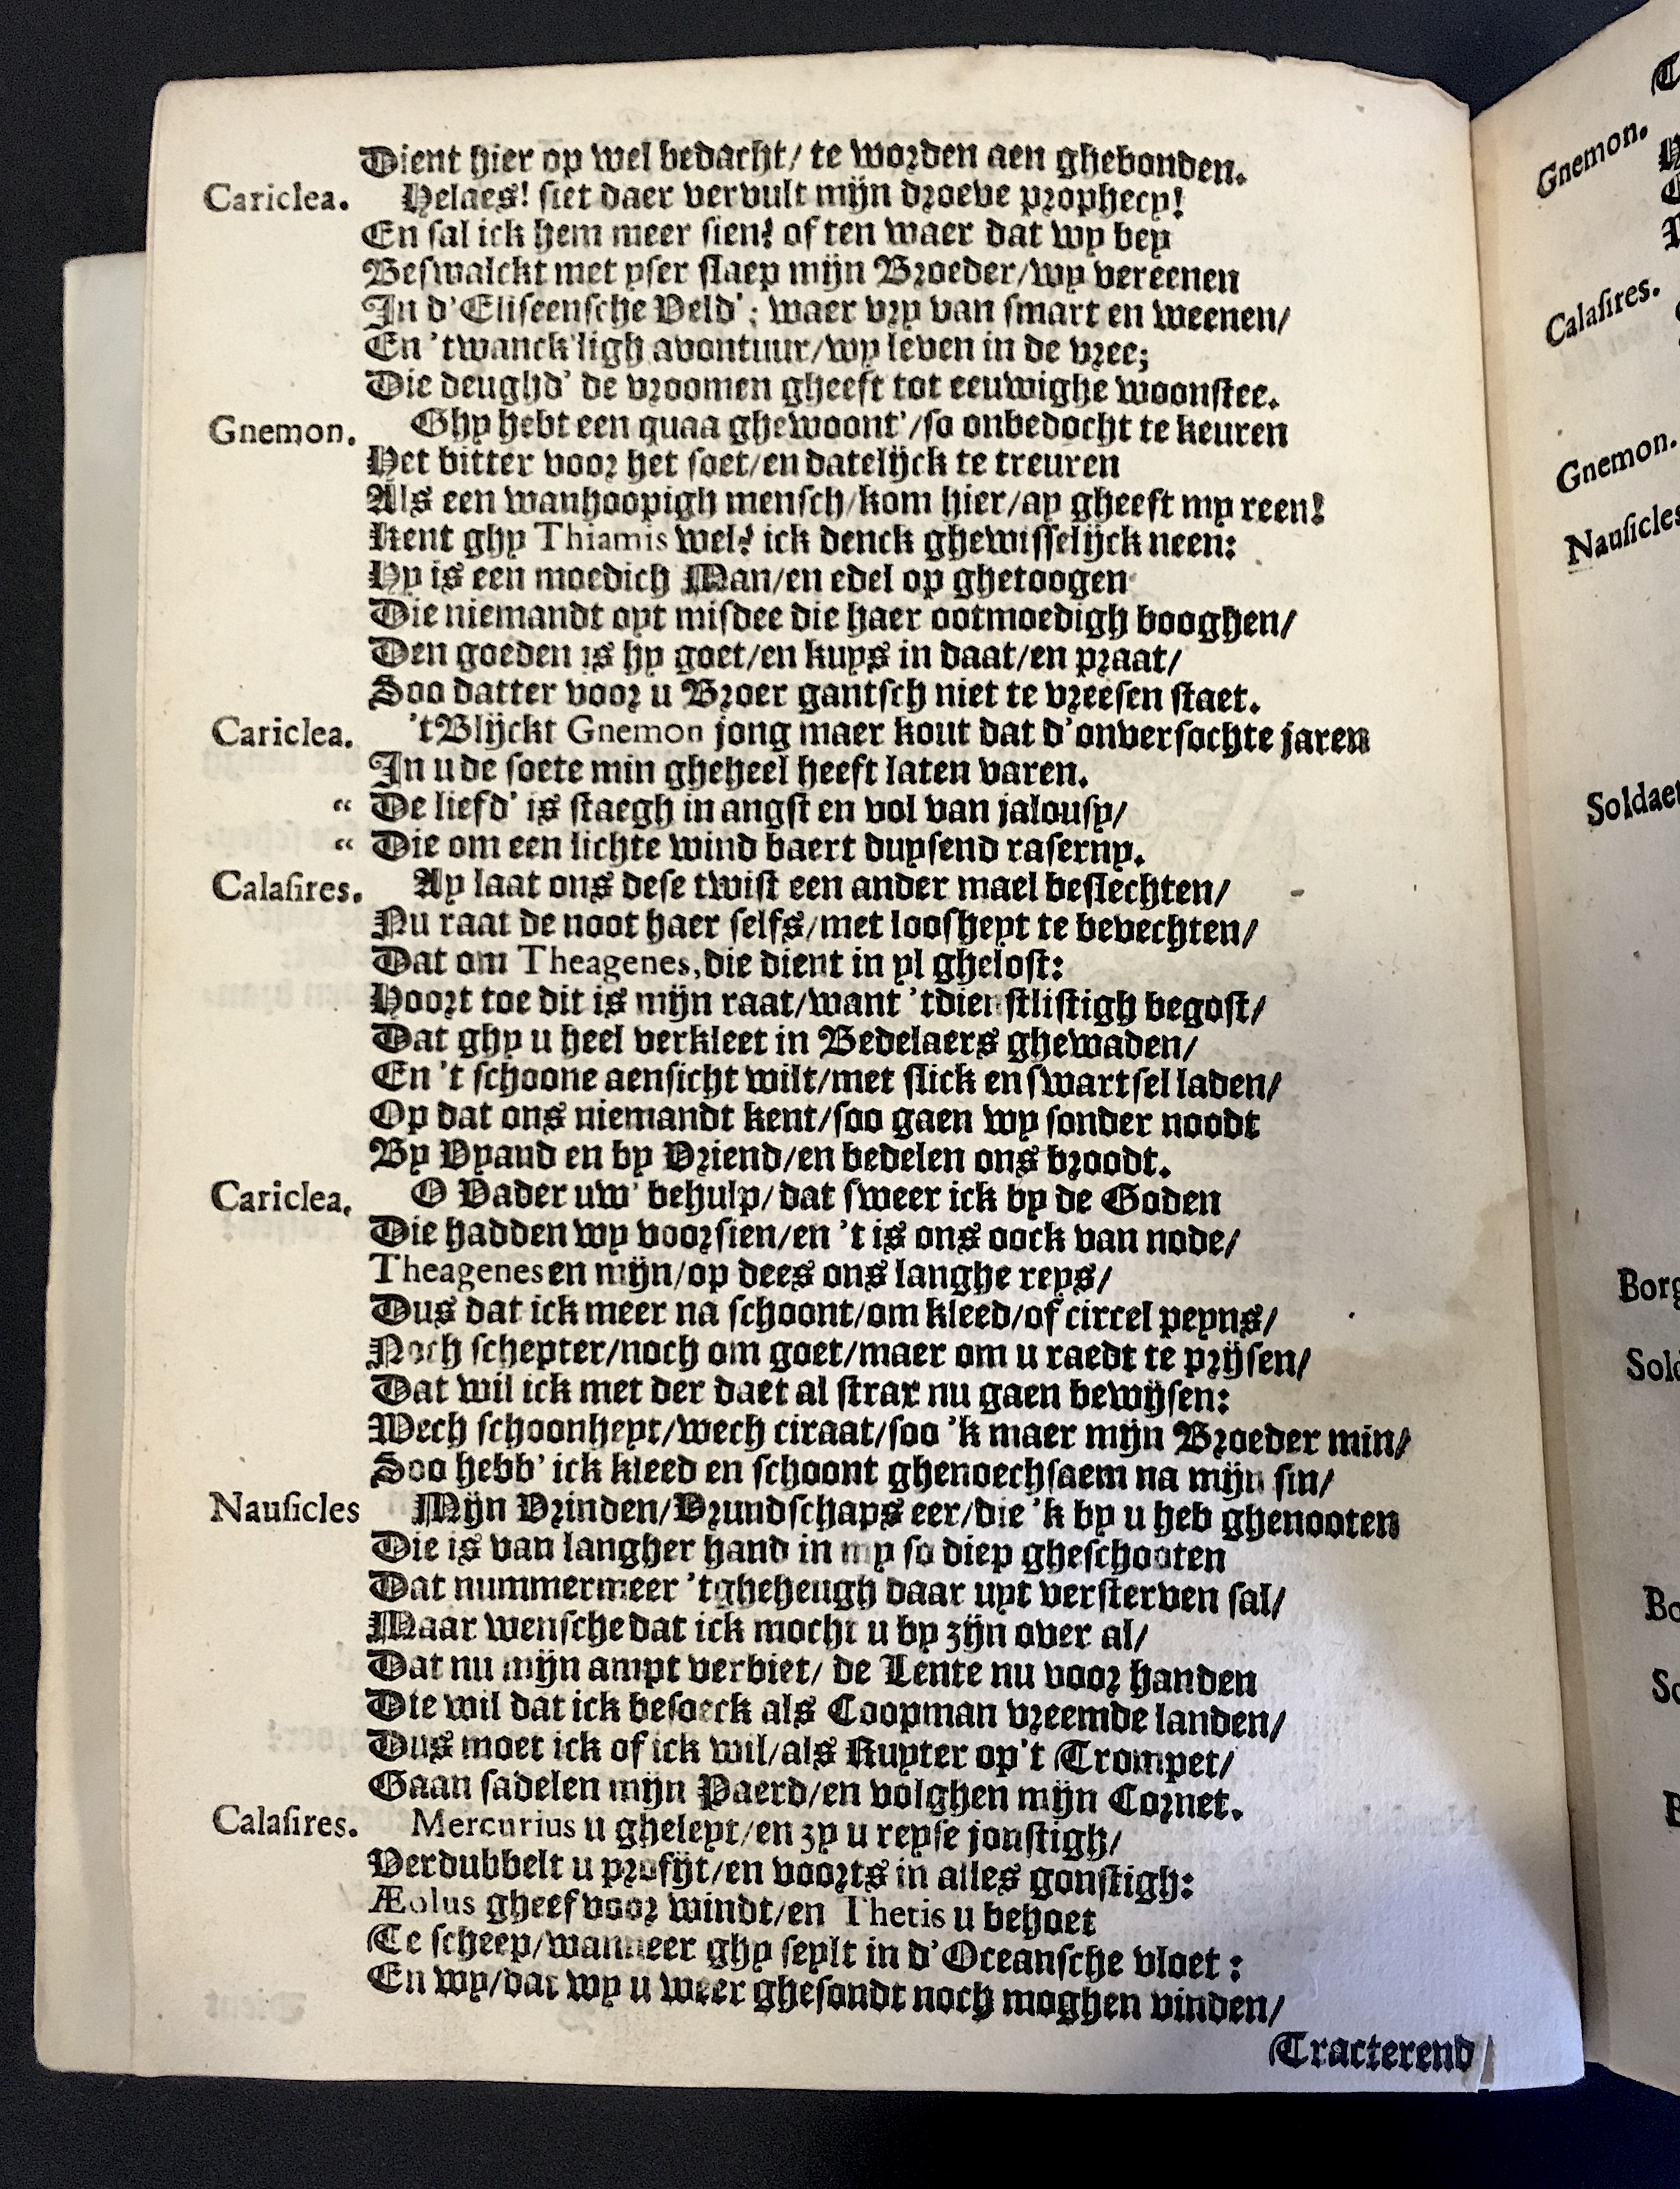 Dient hier op wel bedacht/ te worden aen ghebonden.
Cariclea. Helaes! siet daer vervult mijn droeve prophecy!
En sal ick hem meer sien? of ten waer dat wy bey
Beswalckt met yser slaep mijn Broeder/wy vereenen
In d'Eliseensche Veld'; waer vry van smart en weenen/
En 'twanck'ligh avontuur/wy leven in de vree;
Die deughd' de vroomen gheeft tot eeuwighe woonstee.
Gnemon. Ghy hebt een quaa ghewoont'/so onbedocht te keuren
Het bitter voor het soet/en datelijck te treuren
Als een wanhoopigh mensch/kom hier/ay gheeft my reen!
Kent ghy Thiamis wel? ick denck ghewisselijck neen:
Hy is een moedich Man/en edel op ghetoogen
Die niemandt oyt misdee die haer ootmoedigh booghen/
Den goeden is hy goet/en kuys in daat/en praat/
Soo datter voor u Broer gantsch niet te vreesen staet.
Cariclea. 't Blijckt Gnemon jong maer kout dat d'onversochte jaren
In u de soete min gheheel heeft laten varen.
“ De liefd' is staegh in angst en vol van jalousy/
“ Die om een lichte wind baert duysend raserny.
Calasires. Ay laat ons dese twist een ander mael beslechten/
Nu raat de noot haer selfs/met loosheyt te bevechten/
Dat om Theagenes, die dient in yl ghelost:
Hoort toe dit is mijn raat/want 'tdienstlistigh begost/
Dat ghy u heel verkleet in Bedelaers ghewaden/
En 't schoone aensicht wilt/met slick en swartsel laden/
Op dat ons niemandt kent/soo gaen wy sonder noodt
By Vyand en by Vriend/en bedelen ons broodt.
Cariclea. O Vader uw' behulp/dat sweer ick by de Goden
Die hadden wy voorsien/en 't is ons oock van node/
Theagenes en mijn/op dees ons langhe reys/
Dus dat ick meer na schoont/om kleed/of circel peyns/
Noch schepter/noch om goet/maer om u raedt te prijsen/
Dat wil ick met der daet al strax nu gaen bewijsen:
Wech schoonheyt/wech ciraat/soo 'k maer mijn Broeder min/
Soo hebb' ick kleed en schoont ghenoechsaem na mijn sin/
Nausicles Mijn Vrinden/Vrundschaps eer/die 'k by u heb ghenooten
Die is van langher hand in my so diep gheschooten
Dat nummermeer 'tgheheugh daar uyt versterven sal/
Maar wensche dat ick mocht u by zijn over al/
Dat nu mijn ampt verbiet/ de Lente nu voor handen
Die wil dat ick besoeck als Coopman vreemde landen/
Dus moet ick of ick wil/als Ruyter op't Trompet/
Gaan sadelen mijn Paerd/en volghen mijn Cornet.
Calasires. Mercurius u gheleyt/en zy u reyse jonstigh/
Verdubbelt u profijt/en voorts in alles gonstigh:
Æolus gheef voor windt/en Thetis u behoet
Te scheep/wanneer ghy seylt in d'Oceansche vloet:
En wy/dat wy u weer ghesondt noch moghen vinden/
Tracterend
Gnemon.
Calasires.
Gnemon.
Nausicles
Soldaet
Borg
Sold
Bo
So
B